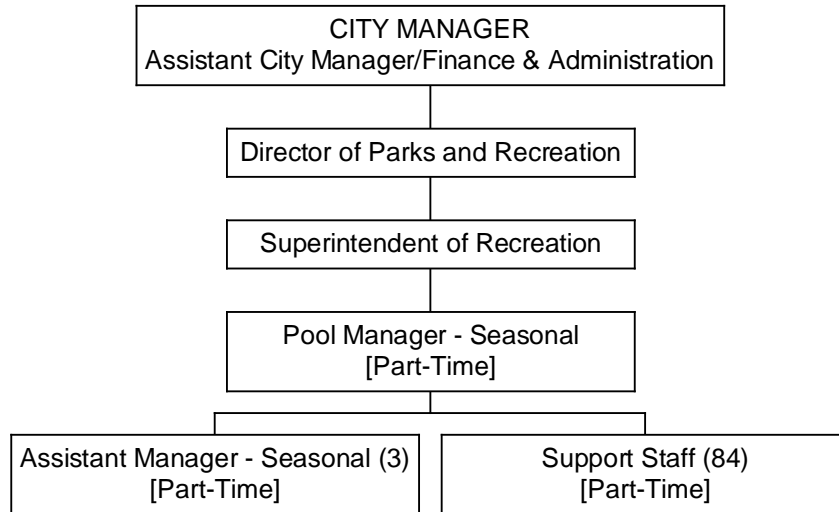 CITY MANAGER
Assistant City Manager/Finance & Administration
Director of Parks and Recreation
Superintendent of Recreation
Pool Manager - Seasonal
[Part-Time]
Assistant Manager - Seasonal (3)
[Part-Time]
Support Staff (84)
[Part-Time]